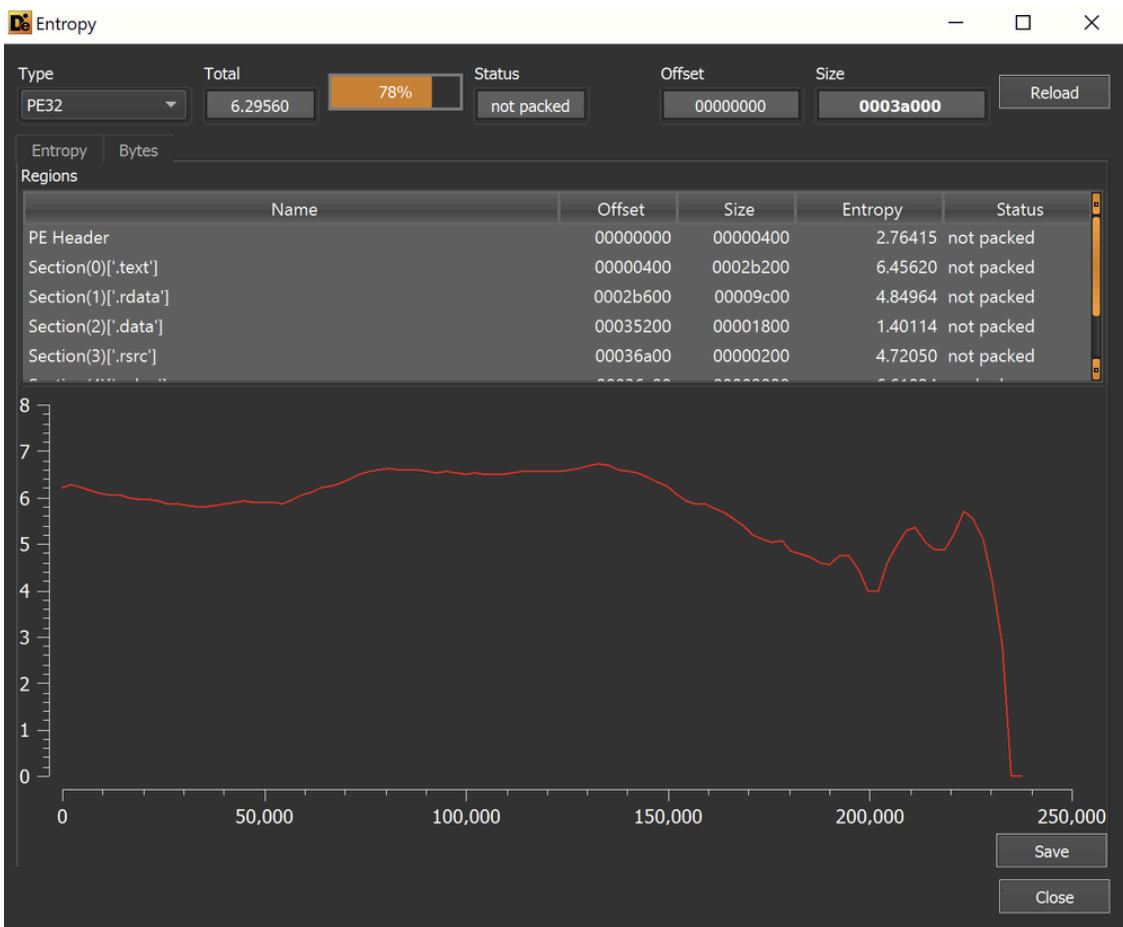 Entropy
Type Total Status Offset Size
PE32 6.29560 78% not packed 00000000 0003a000 Reload
Entropy Bytes
Regions
Name Offset Size Entropy Status
PE Header 00000000 00000400 2.76415 not packed
Section(0)['.text'] 00000400 0002b200 6.45620 not packed
Section(1)['.rdata'] 0002b600 00009c00 4.84964 not packed
Section(2)['.data'] 00035200 00001800 1.40114 not packed
Section(3)['.rsrc'] 00036a00 00000200 4.72050 not packed
8
7
6
5
4
3
2
1
0
0 50,000 100,000 150,000 200,000 250,000
Save
Close